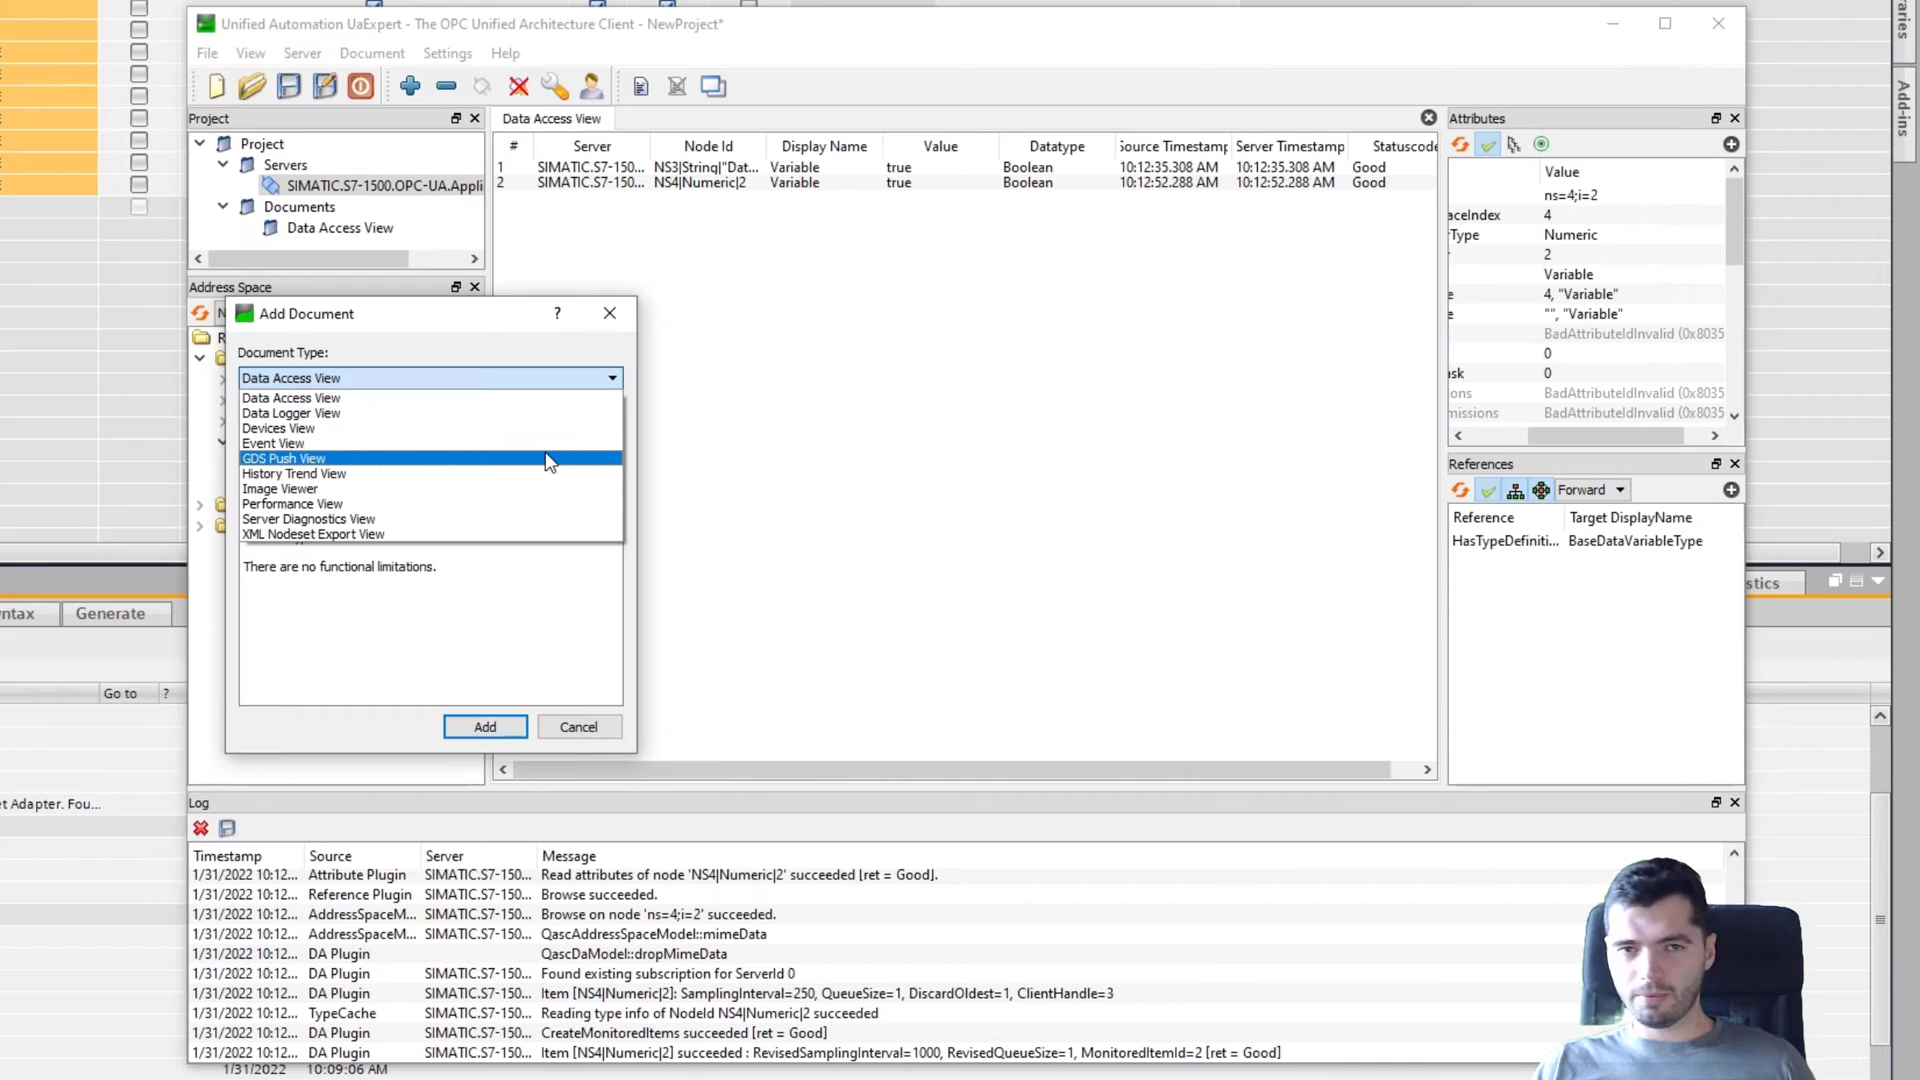 Unified Automation UaExpert - The OPC Unified Architecture Client - NewProject*
File View Server Document Settings Help
Project
Project
Servers
SIMATIC.S7-1500.OPC-UA.Appli
Documents
Data Access View
Address Space
Add Document ?
Document Type:
Data Access View
Data Access View
Data Logger View
Devices View
Event View
GDS Push View
History Trend View
Image Viewer
Performance View
Server Diagnostics View
XML Nodeset Export View
There are no functional limitations.
Add Cancel
Data Access View
# Server Node Id Display Name Value Datatype Source Timestamp Server Timestamp Statuscode
1 SIMATIC.S7-150... NS3|String|"Dat... Variable true Boolean 10:12:35.308 AM 10:12:35.308 AM Good
2 SIMATIC.S7-150... NS4|Numeric|2 Variable true Boolean 10:12:52.288 AM 10:12:52.288 AM Good
Attributes
Value
ns=4;i=2
aceIndex 4
rType Numeric
2
Variable
e 4, "Variable"
e "", "Variable"
BadAttributeIdInvalid (0x8035
0
ask 0
ons BadAttributeIdInvalid (0x8035
missions BadAttributeIdInvalid (0x8035
References
Forward
Reference Target DisplayName
HasTypeDefiniti... BaseDataVariableType
Log
Timestamp Source Server Message
1/31/2022 10:12... Attribute Plugin SIMATIC.S7-150... Read attributes of node 'NS4|Numeric|2' succeeded [ret = Good].
1/31/2022 10:12... Reference Plugin SIMATIC.S7-150... Browse succeeded.
1/31/2022 10:12... AddressSpaceM... SIMATIC.S7-150... Browse on node 'ns=4;i=2' succeeded.
1/31/2022 10:12... AddressSpaceM... SIMATIC.S7-150... QascAddressSpaceModel::mimeData
1/31/2022 10:12... DA Plugin QascDaModel::dropMimeData
1/31/2022 10:12... DA Plugin SIMATIC.S7-150... Found existing subscription for ServerId 0
1/31/2022 10:12... DA Plugin SIMATIC.S7-150... Item [NS4|Numeric|2]: SamplingInterval=250, QueueSize=1, DiscardOldest=1, ClientHandle=3
1/31/2022 10:12... TypeCache SIMATIC.S7-150... Reading type info of NodeId NS4|Numeric|2 succeeded
1/31/2022 10:12... DA Plugin SIMATIC.S7-150... CreateMonitoredItems succeeded [ret = Good]
1/31/2022 10:12... DA Plugin SIMATIC.S7-150... Item [NS4|Numeric|2] succeeded : RevisedSamplingInterval=1000, RevisedQueueSize=1, MonitoredItemId=2 [ret = Good]
1/31/2022 10:09:06 AM
ntax Generate
Go to ?
et Adapter. Fou...
stics
raries
Add-ins